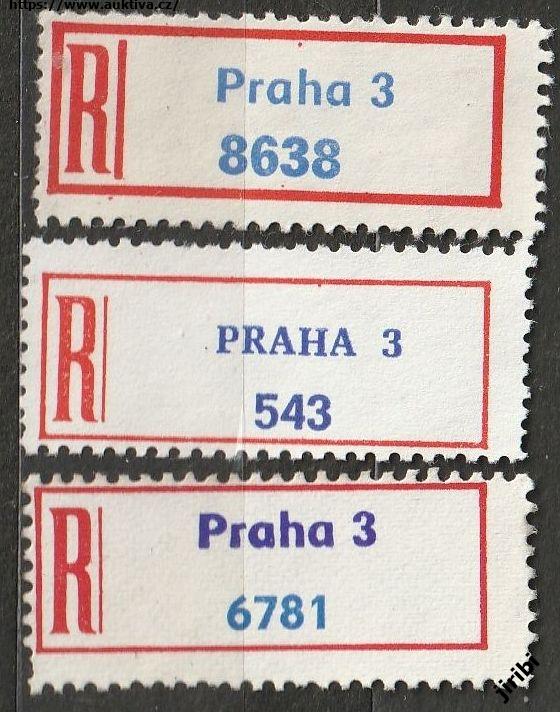 https://www.auktiva.cz/
R
Praha 3
8638
R
PRAHA 3
543
R
Praha 3
6781
jiribi